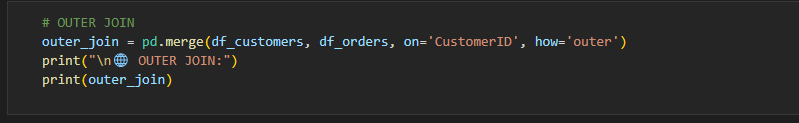 # OUTER JOIN
outer_join = pd.merge(df_customers, df_orders, on='CustomerID', how='outer')
print("\n🌐 OUTER JOIN:")
print(outer_join)